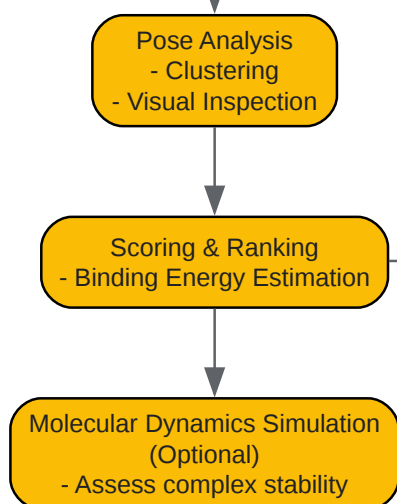 Pose Analysis
- Clustering
- Visual Inspection
Scoring & Ranking
- Binding Energy Estimation
Molecular Dynamics Simulation
(Optional)
- Assess complex stability